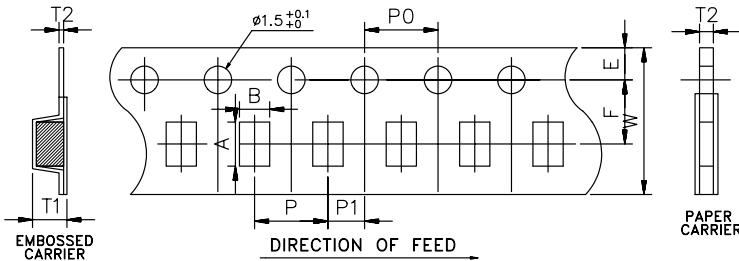 T2
ø1.5 +0.1 +0
P0
T2
E
B
F
W
A
T1
P
P1
EMBOSSED
CARRIER
DIRECTION OF FEED
PAPER
CARRIER